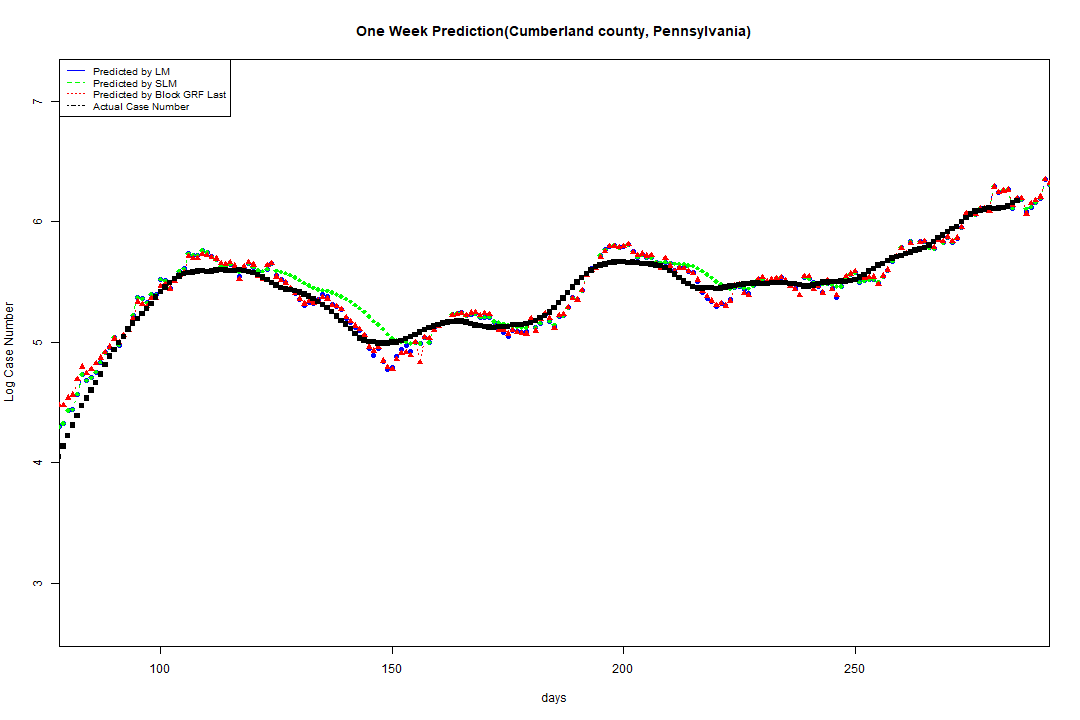 One Week Prediction(Cumberland county, Pennsylvania)
Predicted by LM
Predicted by SLM
Predicted by Block GRF Last
Actual Case Number
7
6
5
4
3
Log Case Number
100
150
200
250
days